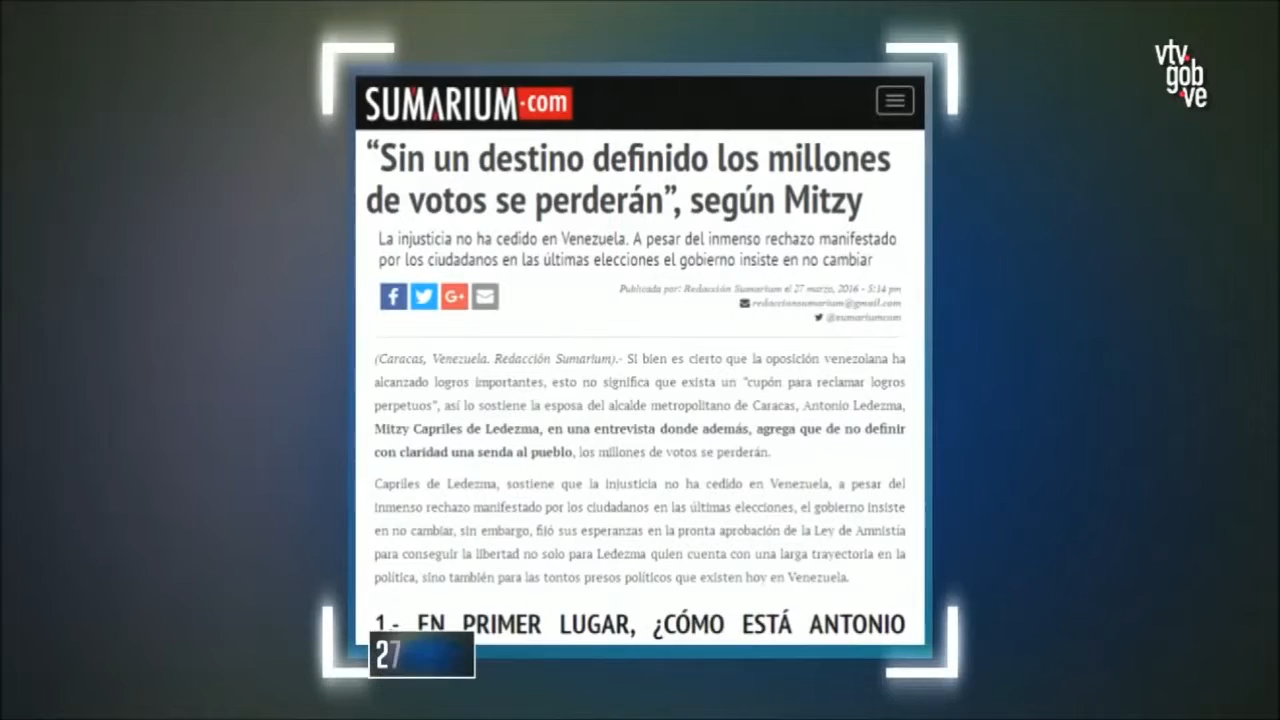 vtv.
gob
.ve
SUMARIUM.com
“Sin un destino definido los millones
de votos se perderán”, según Mitzy
La injusticia no ha cedido en Venezuela. A pesar del inmenso rechazo manifestado
por los ciudadanos en las últimas elecciones el gobierno insiste en no cambiar
Publicada por: Redacción Sumarium el 27 marzo, 2016 - 5:14 pm
redaccionsumarium@gmail.com
@sumariumcom
(Caracas, Venezuela. Redacción Sumarium).- Si bien es cierto que la oposición venezolana ha
alcanzado logros importantes, esto no significa que exista un "cupón para reclamar logros
perpetuos", así lo sostiene la esposa del alcalde metropolitano de Caracas, Antonio Ledezma,
Mitzy Capriles de Ledezma, en una entrevista donde además, agrega que de no definir
con claridad una senda al pueblo, los millones de votos se perderán.
Capriles de Ledezma, sostiene que la injusticia no ha cedido en Venezuela, a pesar del
inmenso rechazo manifestado por los ciudadanos en las últimas elecciones, el gobierno insiste
en no cambiar, sin embargo, fijó sus esperanzas en la pronta aprobación de la Ley de Amnistía
para conseguir la libertad no solo para Ledezma quien cuenta con una larga trayectoria en la
política, sino también para las tontos presos políticos que existen hoy en Venezuela.
1.- EN PRIMER LUGAR, ¿CÓMO ESTÁ ANTONIO
27